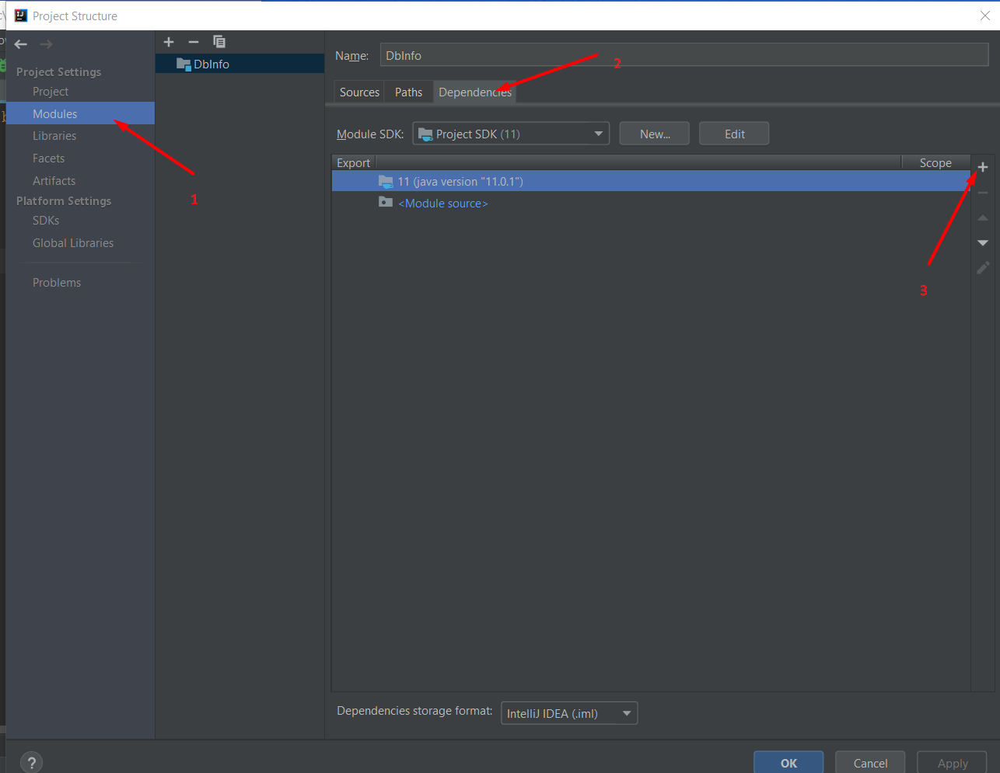 Project Structure
Project Settings
Project
Modules
Libraries
Facets
Artifacts
Platform Settings
SDKs
Global Libraries
Problems
1
DbInfo
Name: DbInfo
2
Sources Paths Dependencies
Module SDK: Project SDK (11) New... Edit
Export Scope
11 (java version "11.0.1")
<Module source>
3
Dependencies storage format: IntelliJ IDEA (.iml)
? OK Cancel Apply